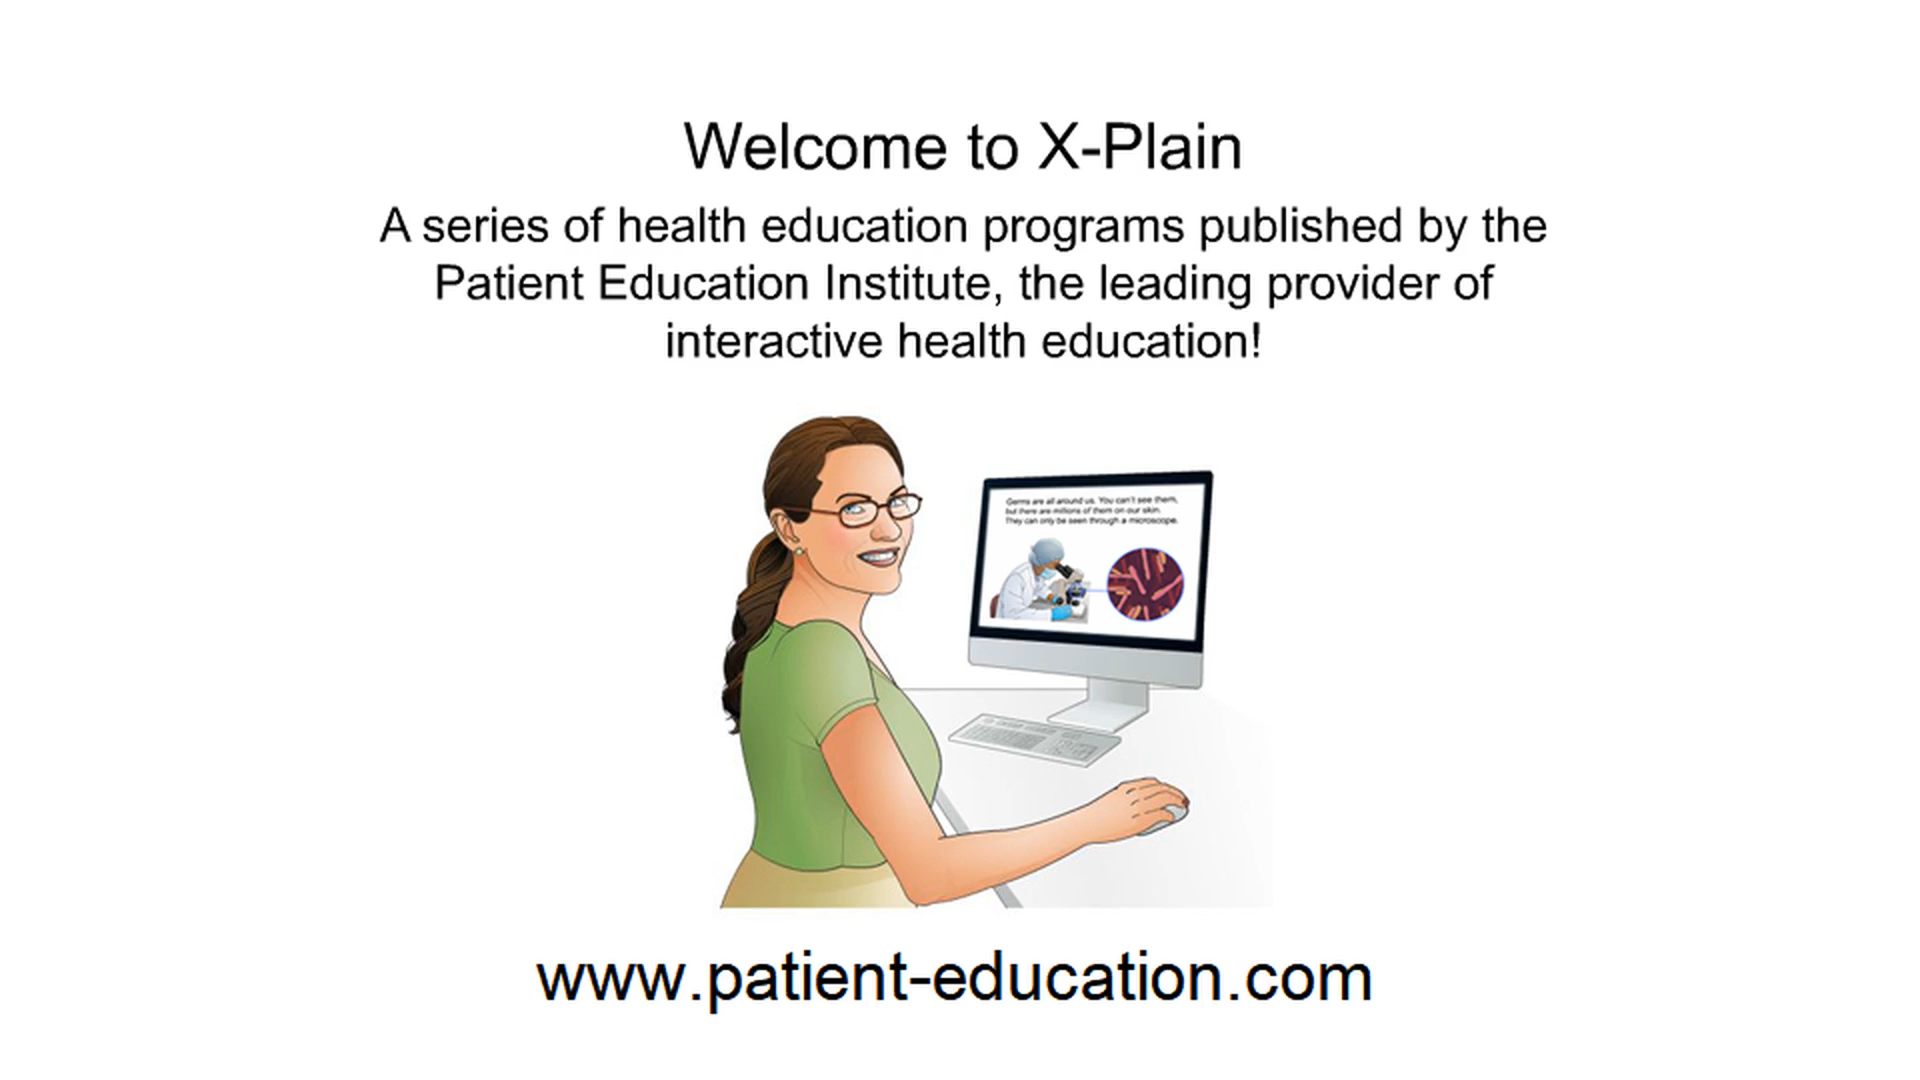 Welcome to X-Plain
A series of health education programs published by the
Patient Education Institute, the leading provider of
interactive health education!
Germs are all around us. You can't see them,
but there are millions of them on our skin.
They can only be seen through a microscope.
www.patient-education.com